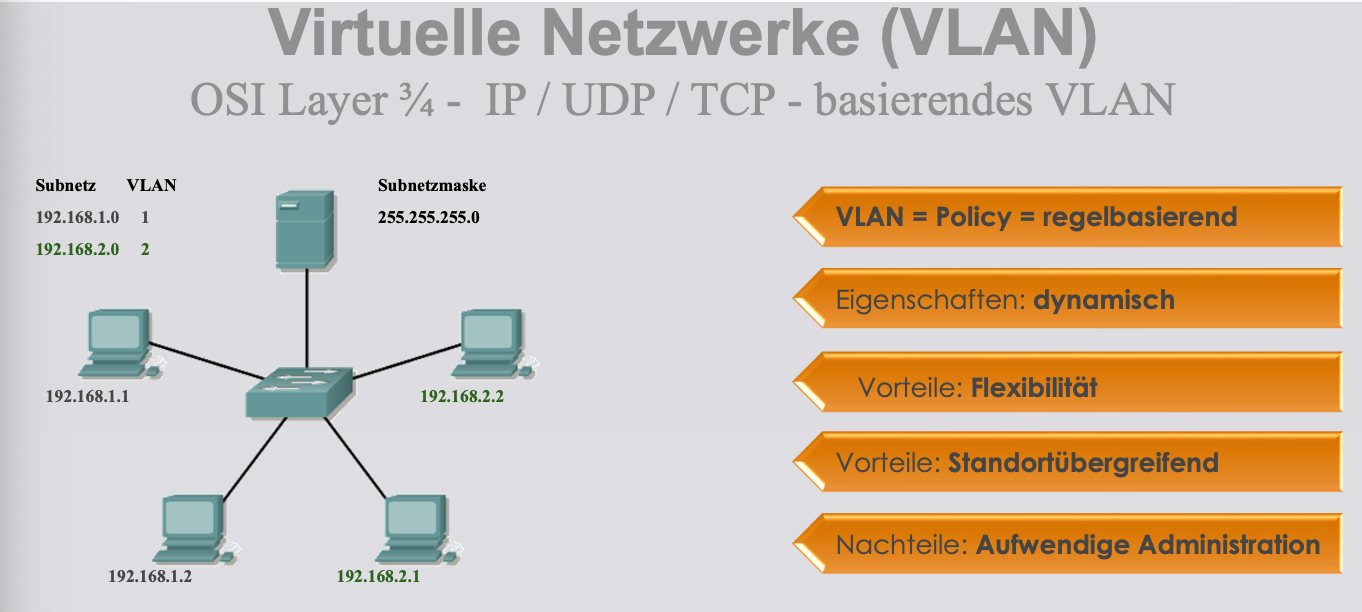 Virtuelle Netzwerke (VLAN)
OSI Layer ¾ - IP / UDP / TCP - basierendes VLAN
Subnetz VLAN
192.168.1.0 1
192.168.2.0 2
Subnetzmaske
255.255.255.0
192.168.1.1
192.168.2.2
192.168.1.2
192.168.2.1
VLAN = Policy = regelbasierend
Eigenschaften: dynamisch
Vorteile: Flexibilität
Vorteile: Standortübergreifend
Nachteile: Aufwendige Administration